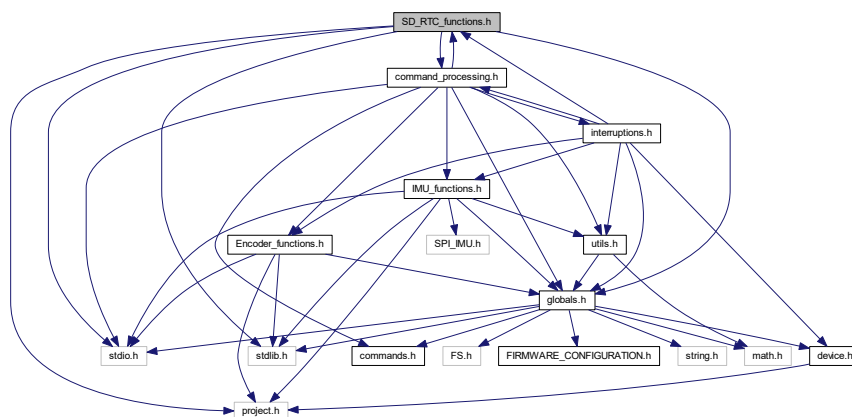 SD_RTC_functions.h
command_processing.h
interruptions.h
IMU_functions.h
Encoder_functions.h
SPI_IMU.h
utils.h
globals.h
stdio.h
stdlib.h
commands.h
FS.h
FIRMWARE_CONFIGURATION.h
string.h
math.h
device.h
project.h